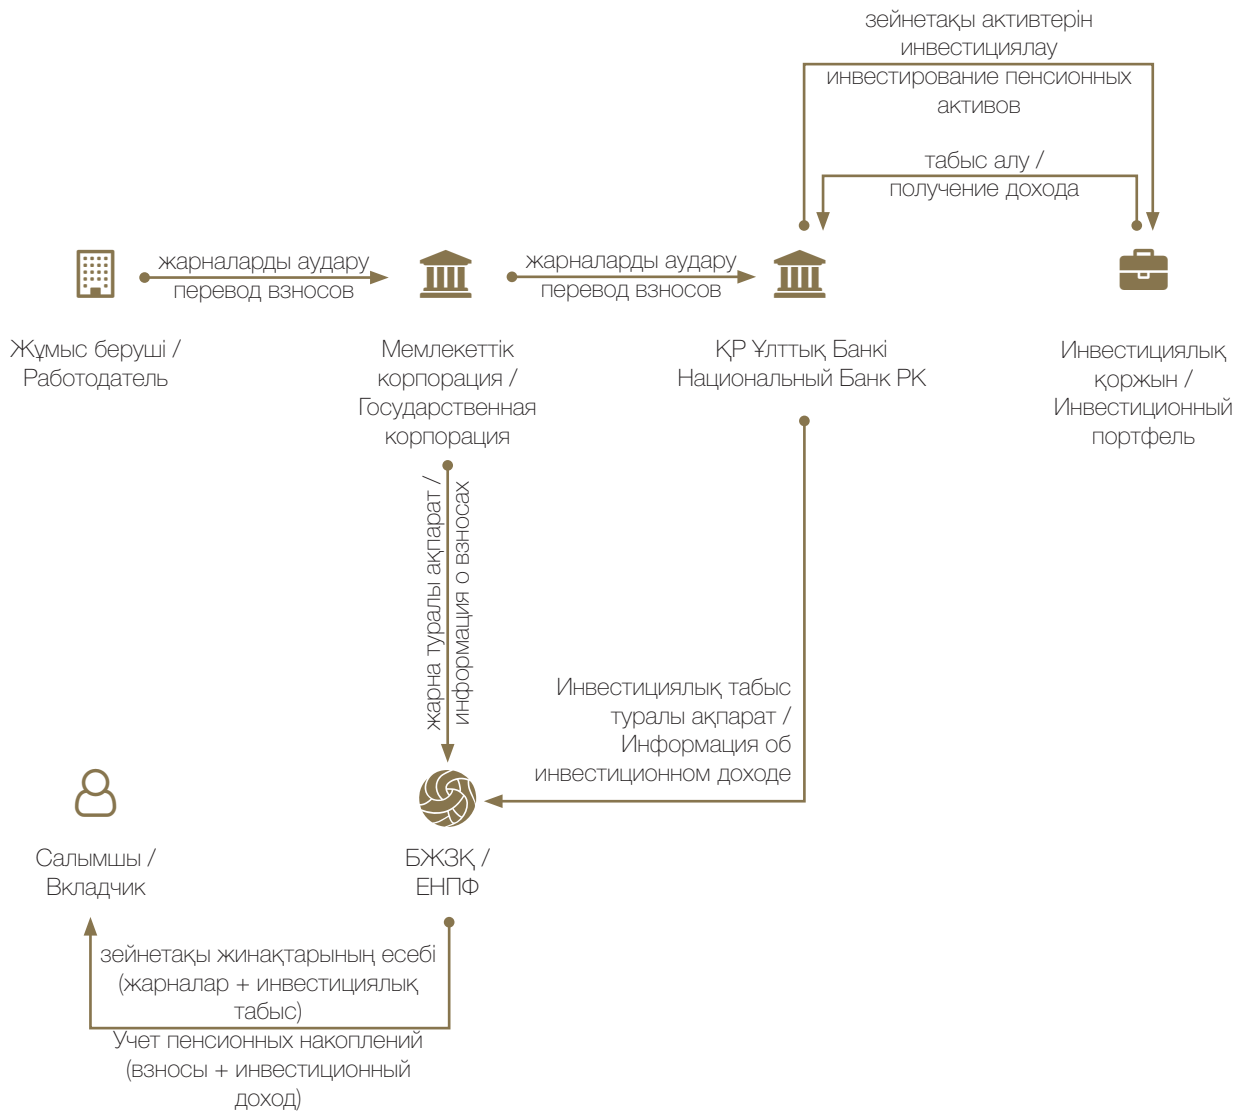 зейнетақы активтерін
инвестициялау
инвестирование пенсионных
активов
табыс алу /
получение дохода
жарналарды аудару
перевод взносов
жарналарды аудару
перевод взносов
Жұмыс беруші /
Работодатель
Мемлекеттік
корпорация /
Государственная
корпорация
ҚР Ұлттық Банкі
Национальный Банк РК
Инвестициялық
қоржын /
Инвестиционный
портфель
жарна туралы ақпарат /
информация о взносах
Инвестициялық табыс
туралы ақпарат /
Информация об
инвестиционном доходе
Салымшы /
Вкладчик
БЖЗҚ /
ЕНПФ
зейнетақы жинақтарының есебі
(жарналар + инвестициялық
табыс)
Учет пенсионных накоплений
(взносы + инвестиционный
доход)